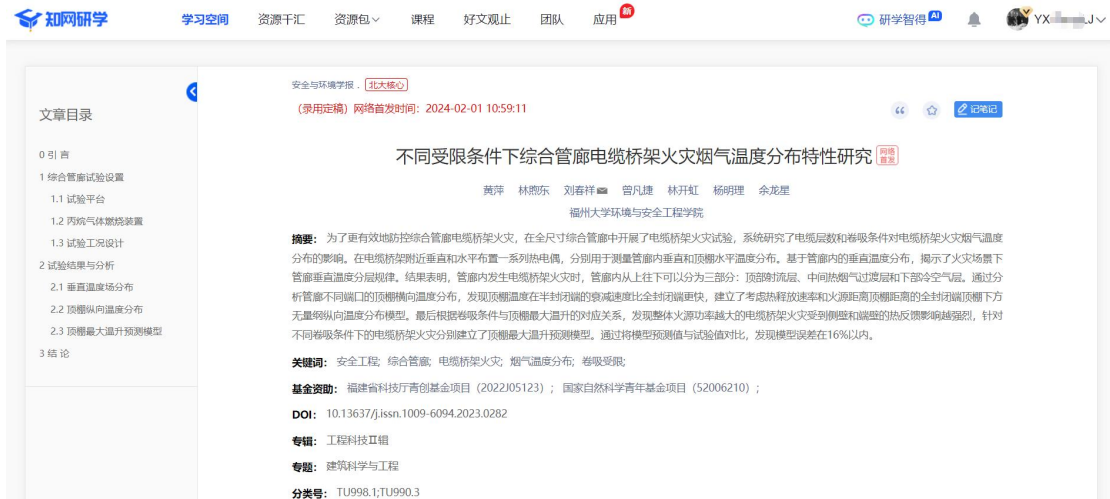 知网研学
学习空间 资源千汇 资源包 课程 好文观止 团队 应用 新 研学智得 AI YX J
文章目录
0 引言
1 综合管廊试验设置
1.1 试验平台
1.2 丙烷气体燃烧装置
1.3 试验工况设计
2 试验结果与分析
2.1 垂直温度场分布
2.2 顶棚纵向温度分布
2.3 顶棚最大温升预测模型
3 结论
安全与环境学报 . 北大核心
(录用定稿) 网络首发时间: 2024-02-01 10:59:11
记笔记
不同受限条件下综合管廊电缆桥架火灾烟气温度分布特性研究 网络首发
黄萍 林煦东 刘春祥 曾凡捷 林开虹 杨明理 余龙星
福州大学环境与安全工程学院
摘要: 为了更有效地防控综合管廊电缆桥架火灾,在全尺寸综合管廊中开展了电缆桥架火灾试验,系统研究了电缆层数和卷吸条件对电缆桥架火灾烟气温度
分布的影响。在电缆桥架附近垂直和水平布置一系列热电偶,分别用于测量管廊内垂直和顶棚水平温度分布。基于管廊内的垂直温度分布,揭示了火灾场景下
管廊垂直温度分层规律。结果表明,管廊内发生电缆桥架火灾时,管廊内从上往下可以分为三部分:顶部射流层、中间热烟气过渡层和下部冷空气层。通过分
析管廊不同端口的顶棚横向温度分布,发现顶棚温度在半封闭端的衰减速度比全封闭端更快,建立了考虑热释放速率和火源距离顶棚距离的全封闭端顶棚下方
无量纲纵向温度分布模型。最后根据卷吸条件与顶棚最大温升的对应关系,发现整体火源功率越大的电缆桥架火灾受到侧壁和端壁的热反馈影响越强烈,针对
不同卷吸条件下的电缆桥架火灾分别建立了顶棚最大温升预测模型。通过将模型预测值与试验值对比,发现模型误差在16%以内。
关键词: 安全工程; 综合管廊; 电缆桥架火灾; 烟气温度分布; 卷吸受限;
基金资助: 福建省科技厅青创基金项目 (2022J05123) ; 国家自然科学青年基金项目 (52006210) ;
DOI: 10.13637/j.issn.1009-6094.2023.0282
专辑: 工程科技Ⅱ辑
专题: 建筑科学与工程
分类号: TU998.1;TU990.3